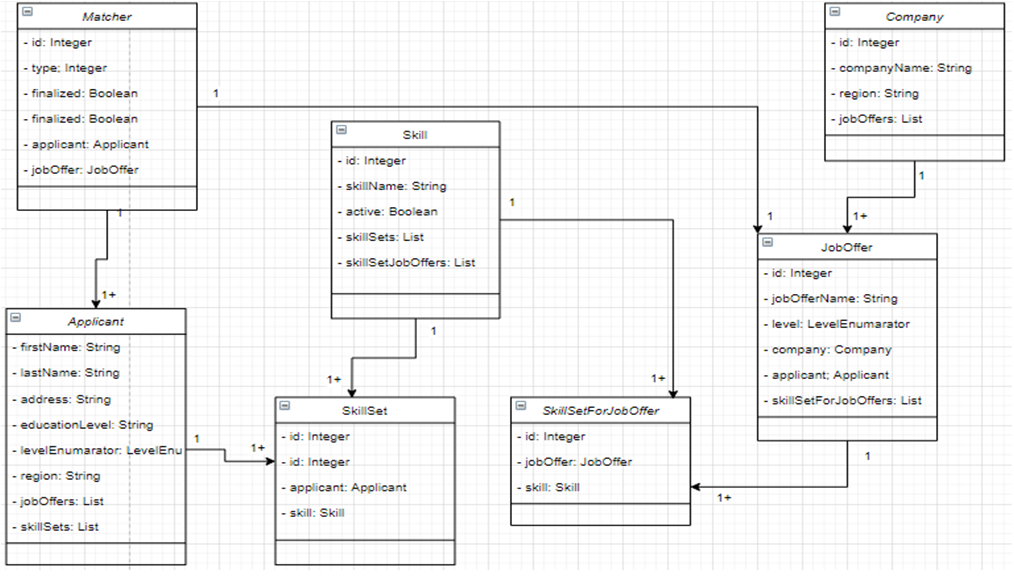 Matcher
- id: Integer
- type; Integer
- finalized: Boolean
- finalized: Boolean
- applicant: Applicant
- jobOffer: JobOffer
Company
- id: Integer
- companyName: String
- region: String
- jobOffers: List
Skill
- id: Integer
- skillName: String
- active: Boolean
- skillSets: List
- skillSetJobOffers: List
JobOffer
- id: Integer
- jobOfferName: String
- level: LevelEnumarator
- company: Company
- applicant; Applicant
- skillSetForJobOffers: List
Applicant
- firstName: String
- lastName: String
- address: String
- educationLevel: String
- levelEnumarator: LevelEnu
- region: String
- jobOffers: List
- skillSets: List
SkillSet
- id: Integer
- id: Integer
- applicant: Applicant
- skill: Skill
SkillSetForJobOffer
- id: Integer
- jobOffer: JobOffer
- skill: Skill
1
1
1
1+
1
1+
1
1+
1
1+
1
1+
1
1+